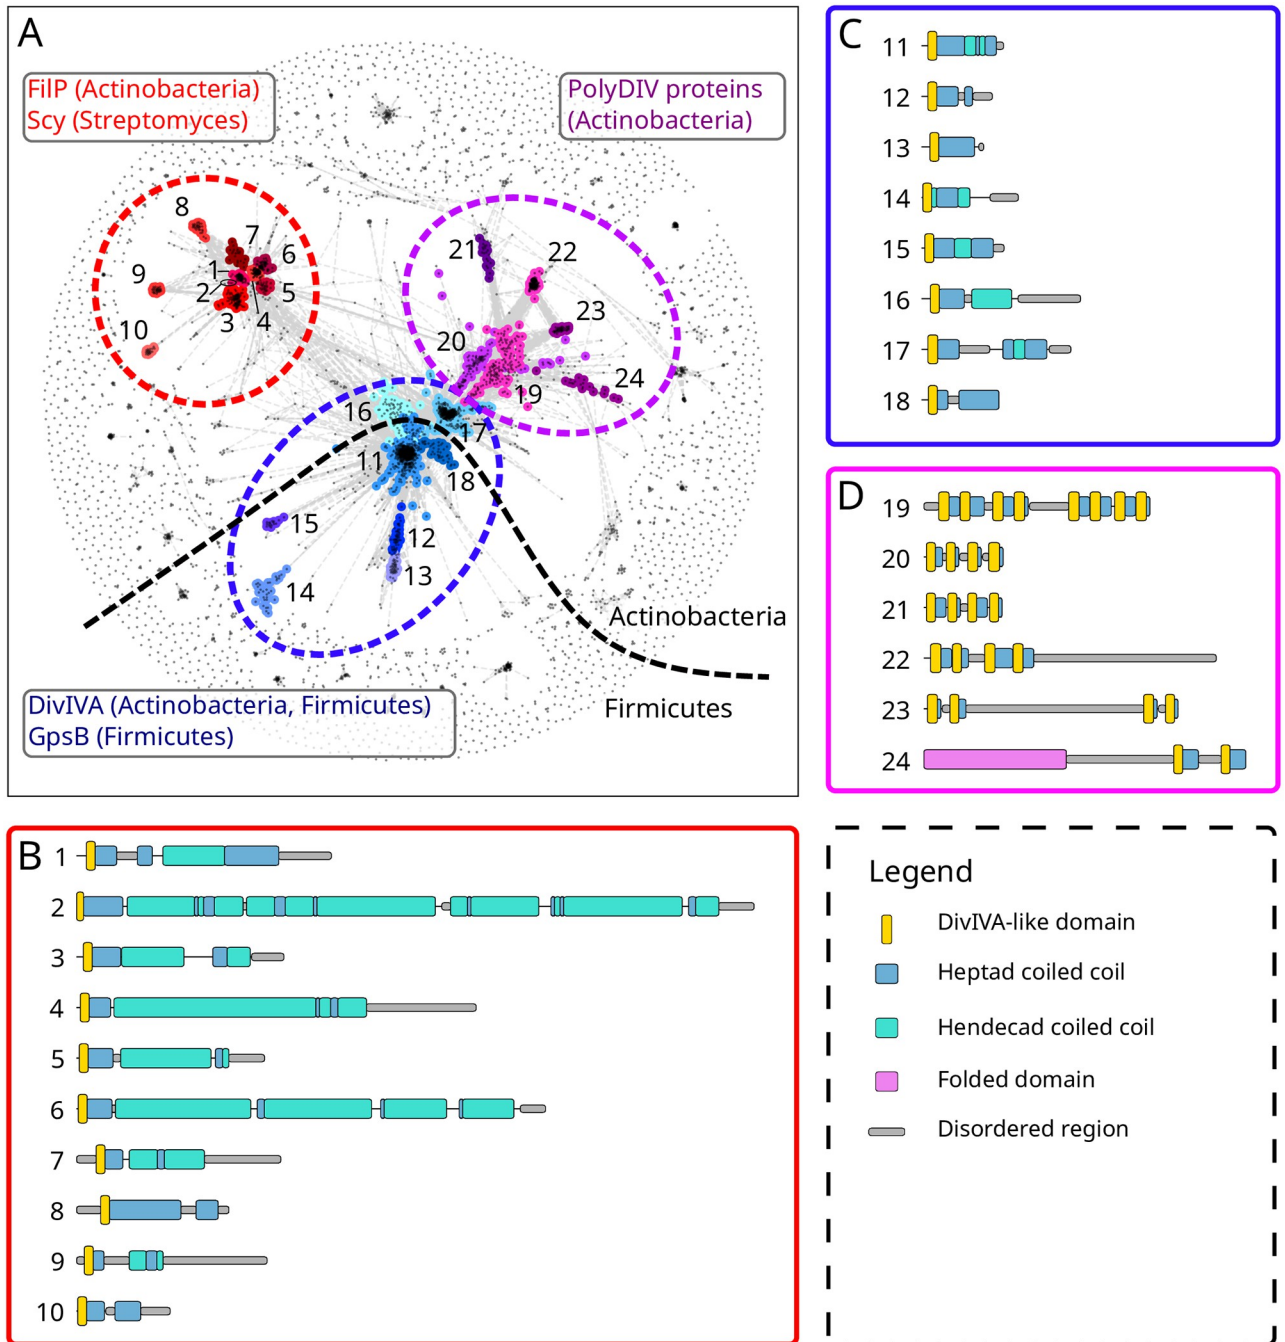 A
FilP (Actinobacteria)
Scy (Streptomyces)
PolyDIV proteins
(Actinobacteria)
8
7
6
1
9
2
5
3
4
10
21
22
23
20
24
19
16
17
11
18
15
12
13
14
Actinobacteria
Firmicutes
DivIVA (Actinobacteria, Firmicutes)
GpsB (Firmicutes)
C
11
12
13
14
15
16
17
18
D
19
20
21
22
23
24
B
1
2
3
4
5
6
7
8
9
10
Legend
DivIVA-like domain
Heptad coiled coil
Hendecad coiled coil
Folded domain
Disordered region